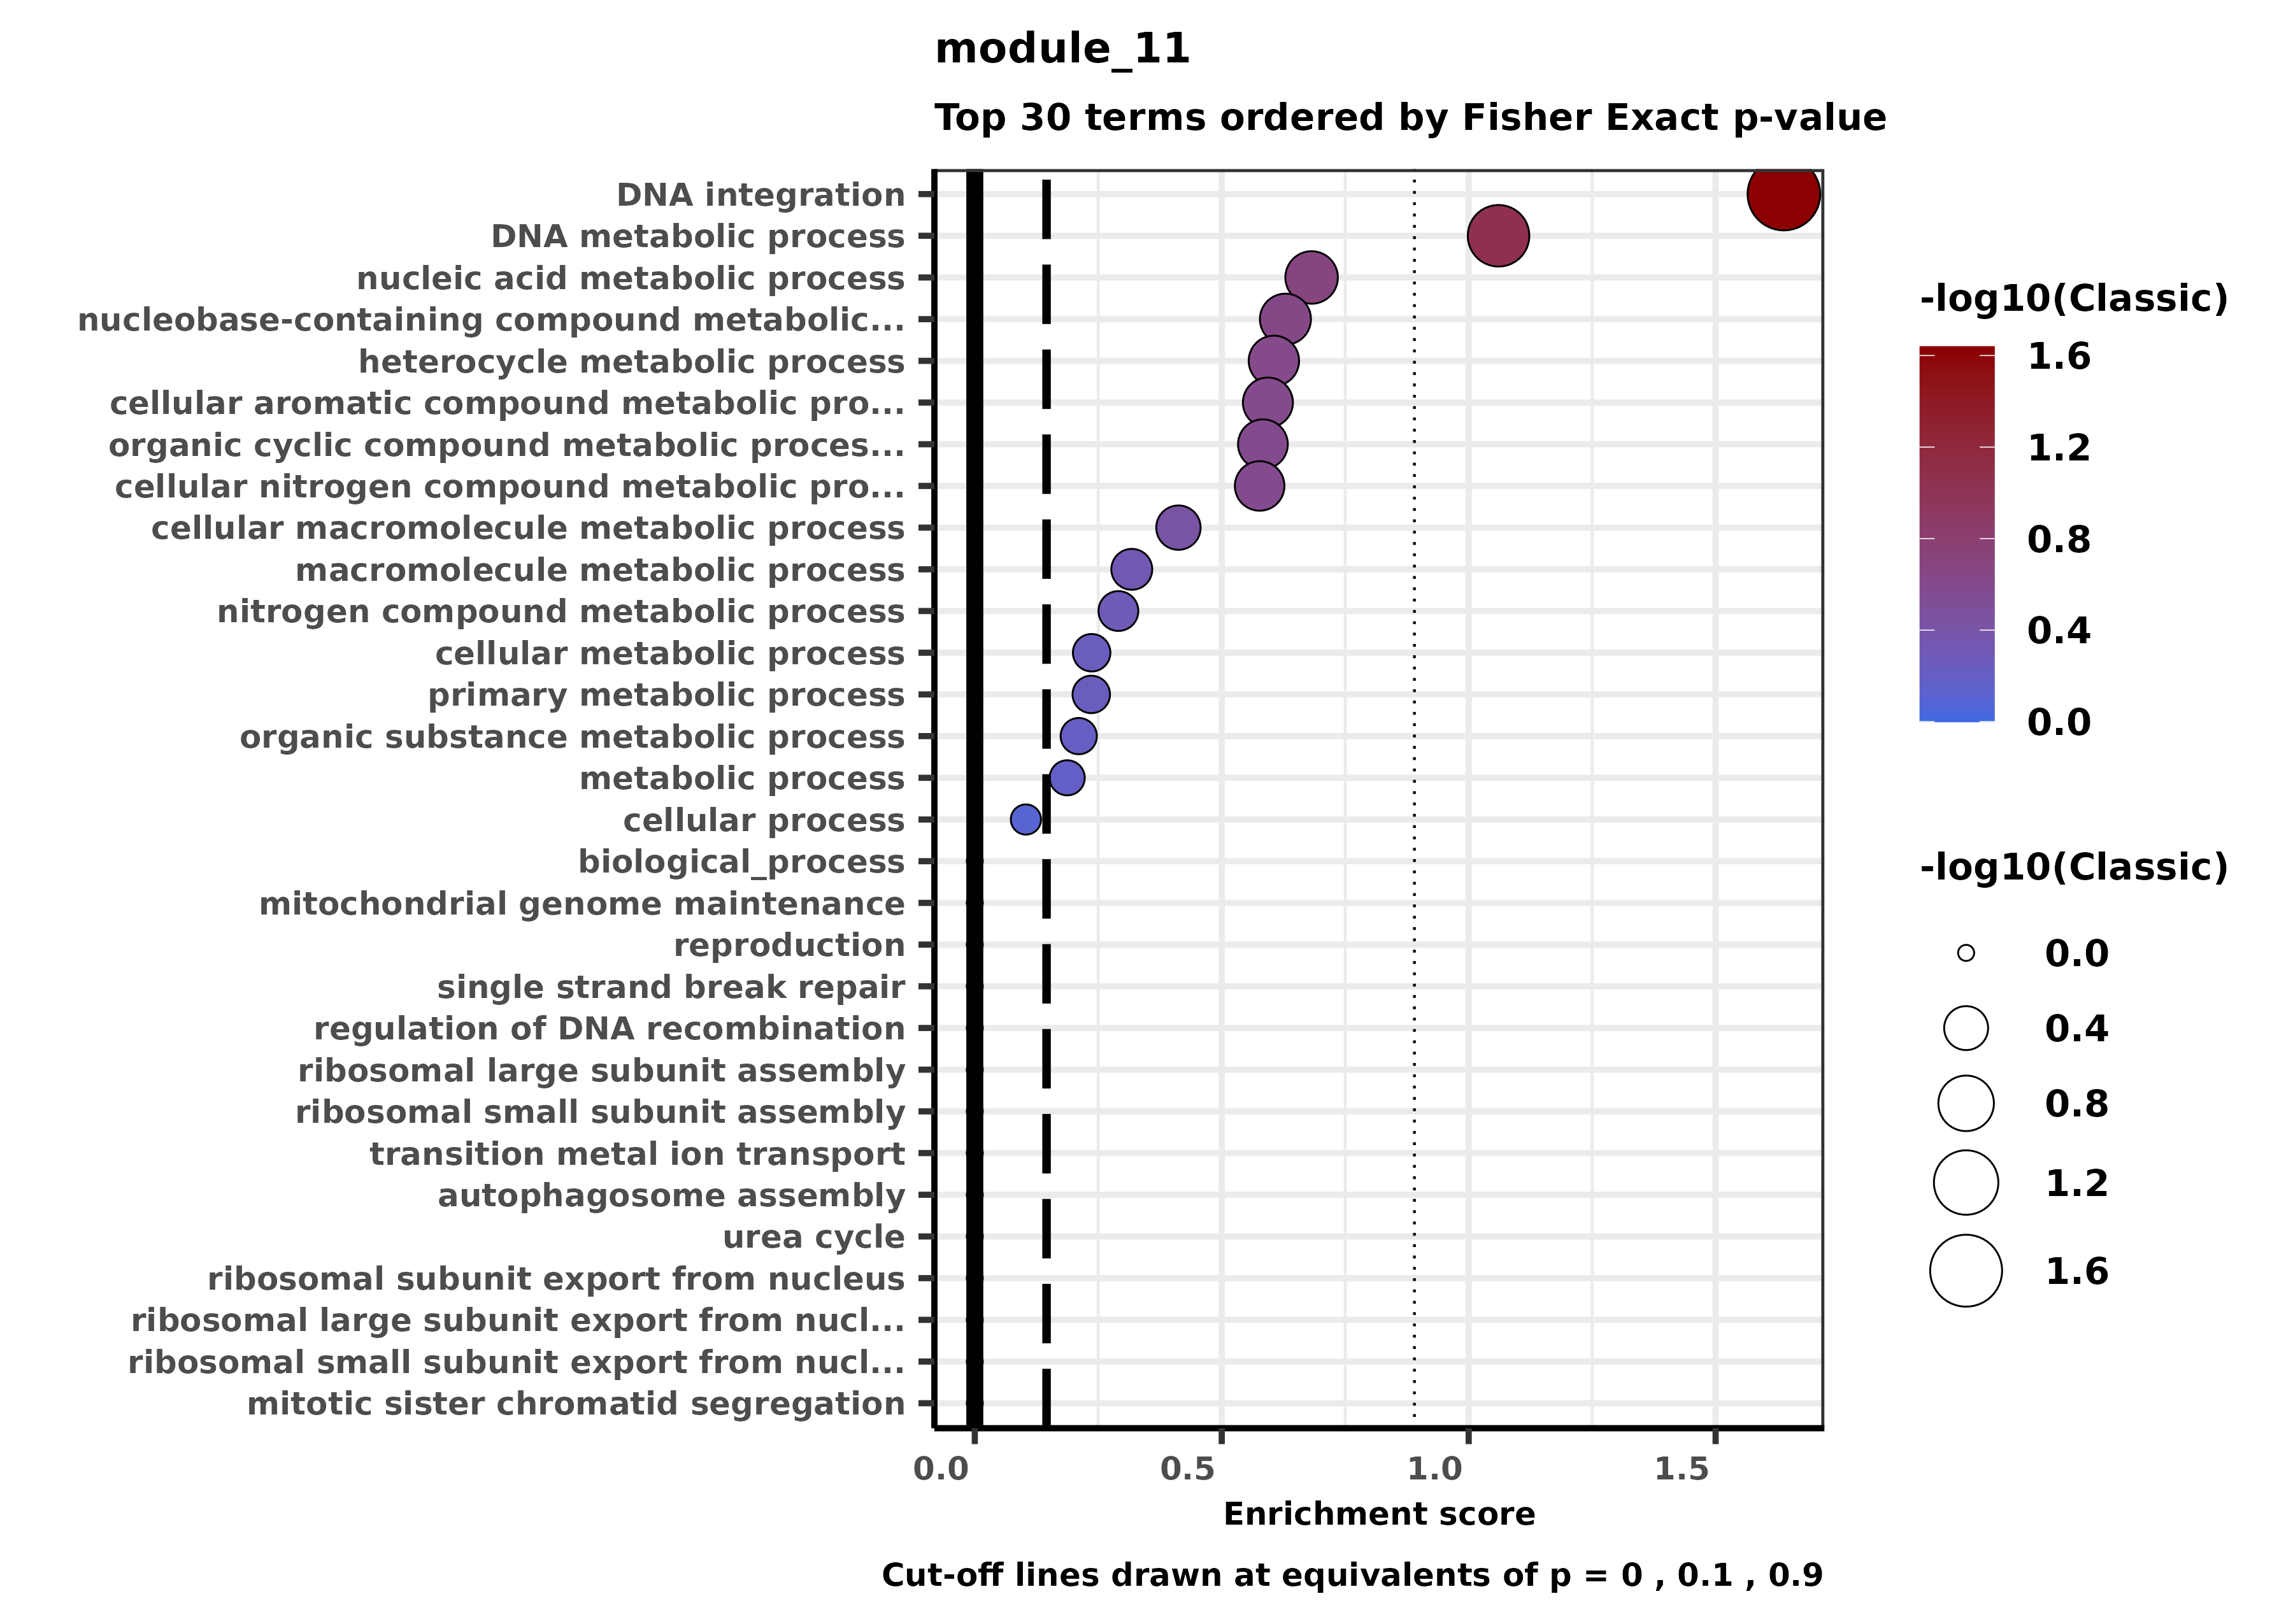 module_11
Top 30 terms ordered by Fisher Exact p-value
DNA integration
DNA metabolic process
nucleic acid metabolic process
nucleobase-containing compound metabolic...
heterocycle metabolic process
cellular aromatic compound metabolic pro...
organic cyclic compound metabolic proces...
cellular nitrogen compound metabolic pro...
cellular macromolecule metabolic process
macromolecule metabolic process
nitrogen compound metabolic process
cellular metabolic process
primary metabolic process
organic substance metabolic process
metabolic process
cellular process
biological_process
mitochondrial genome maintenance
reproduction
single strand break repair
regulation of DNA recombination
ribosomal large subunit assembly
ribosomal small subunit assembly
transition metal ion transport
autophagosome assembly
urea cycle
ribosomal subunit export from nucleus
ribosomal large subunit export from nucl...
ribosomal small subunit export from nucl...
mitotic sister chromatid segregation
0.0 0.5 1.0 1.5
Enrichment score
Cut-off lines drawn at equivalents of p = 0 , 0.1 , 0.9
-log10(Classic)
1.6
1.2
0.8
0.4
0.0
-log10(Classic)
0.0
0.4
0.8
1.2
1.6